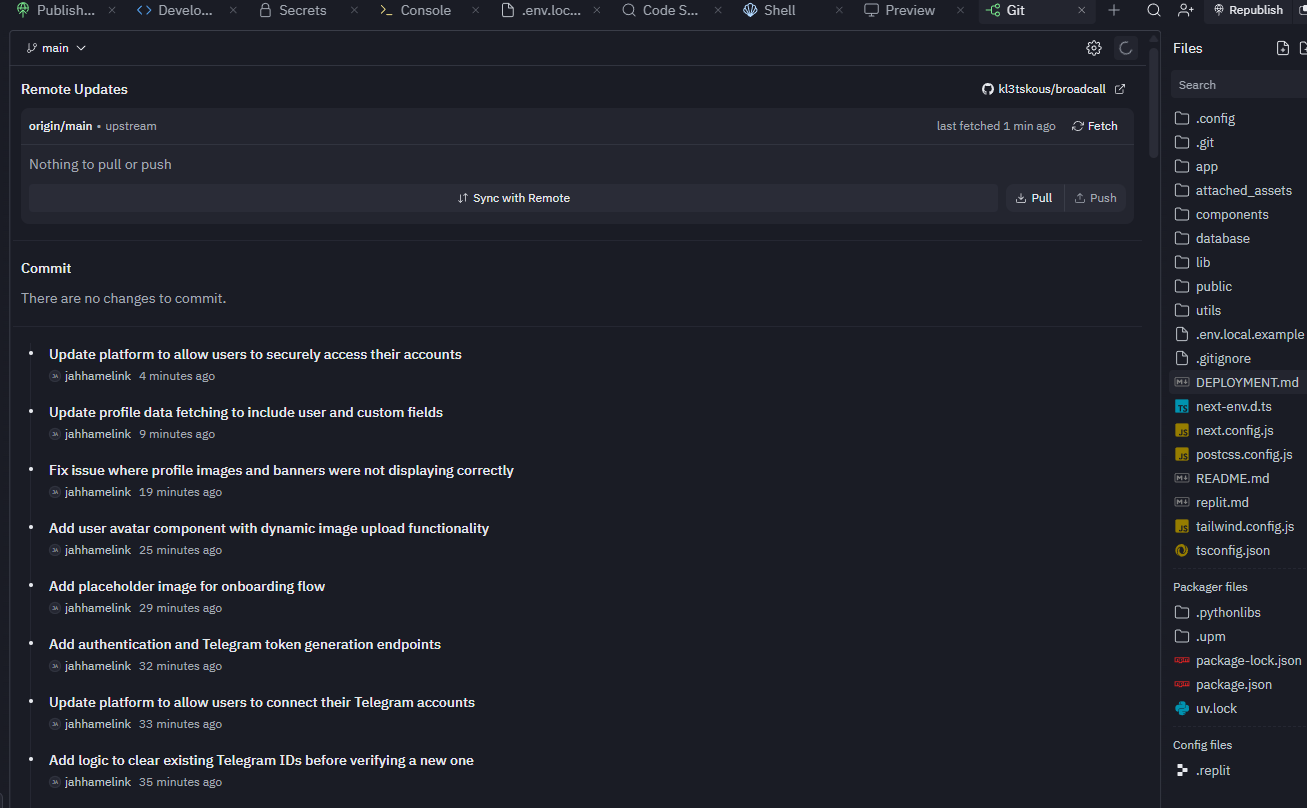 Publish...
Develo...
Secrets
Console
.env.loc...
Code S...
Shell
Preview
Git
Republish
main
Remote Updates
kl3tskous/broadcall
origin/main • upstream
last fetched 1 min ago
Fetch
Nothing to pull or push
Sync with Remote
Pull
Push
Commit
There are no changes to commit.
Update platform to allow users to securely access their accounts
JA jahhamelink 4 minutes ago
Update profile data fetching to include user and custom fields
JA jahhamelink 9 minutes ago
Fix issue where profile images and banners were not displaying correctly
JA jahhamelink 19 minutes ago
Add user avatar component with dynamic image upload functionality
JA jahhamelink 25 minutes ago
Add placeholder image for onboarding flow
JA jahhamelink 29 minutes ago
Add authentication and Telegram token generation endpoints
JA jahhamelink 32 minutes ago
Update platform to allow users to connect their Telegram accounts
JA jahhamelink 33 minutes ago
Add logic to clear existing Telegram IDs before verifying a new one
JA jahhamelink 35 minutes ago
Files
Search
.config
.git
app
attached_assets
components
database
lib
public
utils
.env.local.example
.gitignore
DEPLOYMENT.md
TS next-env.d.ts
JS next.config.js
JS postcss.config.js
README.md
replit.md
JS tailwind.config.js
tsconfig.json
Packager files
.pythonlibs
.upm
package-lock.json
package.json
uv.lock
Config files
.replit